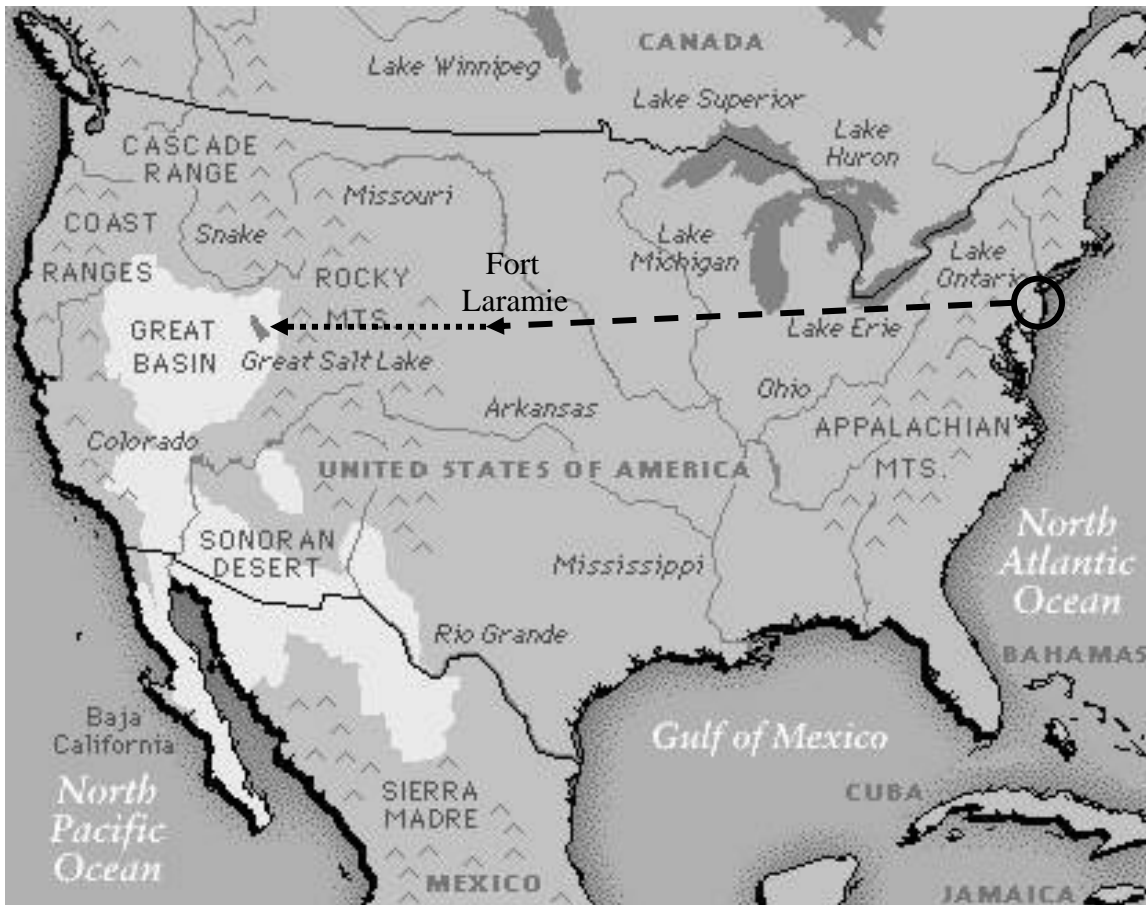 CANADA
Lake Winnipeg
Lake Superior
Lake
Huron
CASCADE
RANGE
Missouri
COAST
RANGES
Snake
Lake
Michigan
Lake
Ontario
Fort
Laramie
ROCKY
MTS.
GREAT
BASIN
Great Salt Lake
Lake Erie
Ohio
Arkansas
APPALACHIAN
MTS.
Colorado
UNITED STATES OF AMERICA
SONORAN
DESERT
Mississippi
North
Atlantic
Ocean
Rio Grande
BAHAMAS
Baja
California
Gulf of Mexico
North
Pacific
Ocean
SIERRA
MADRE
CUBA
MEXICO
JAMAICA